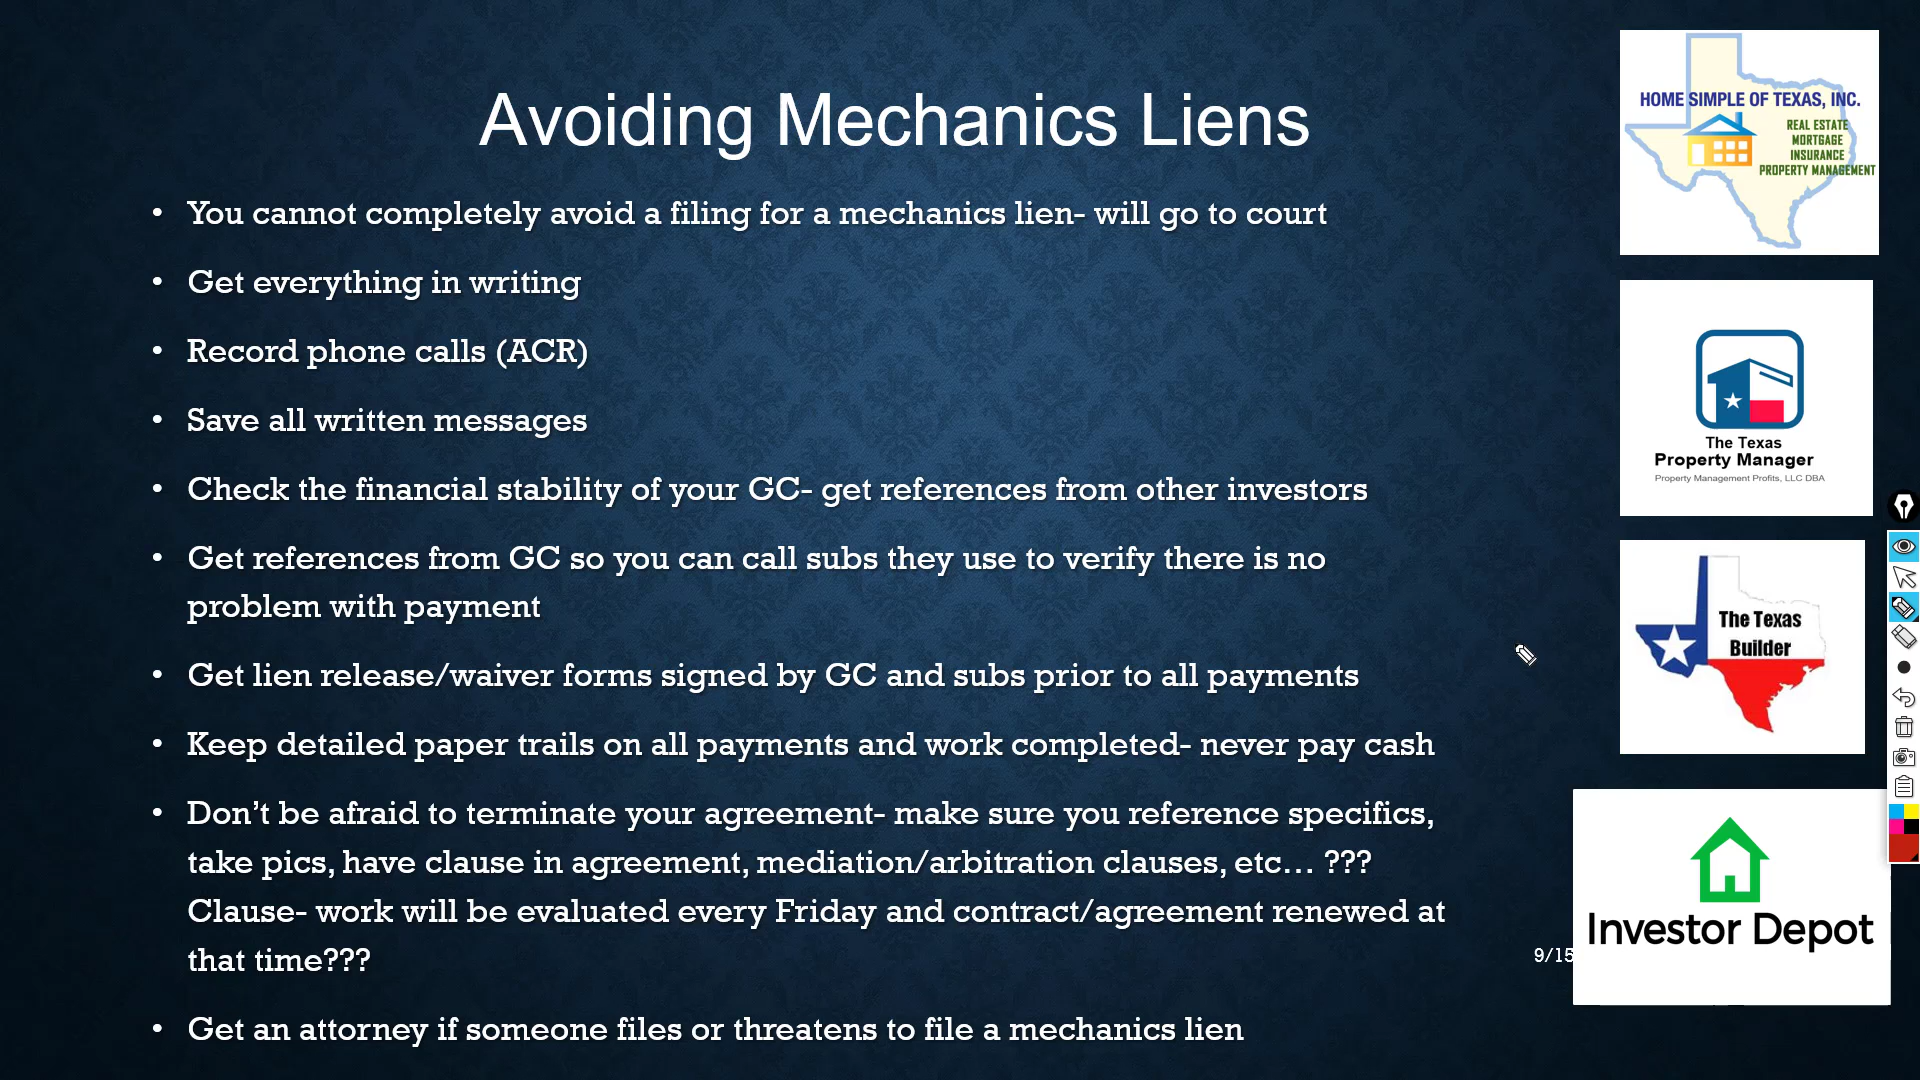 Avoiding Mechanics Liens
• You cannot completely avoid a filing for a mechanics lien- will go to court
• Get everything in writing
• Record phone calls (ACR)
• Save all written messages
• Check the financial stability of your GC- get references from other investors
• Get references from GC so you can call subs they use to verify there is no
problem with payment
• Get lien release/waiver forms signed by GC and subs prior to all payments
• Keep detailed paper trails on all payments and work completed- never pay cash
• Don’t be afraid to terminate your agreement- make sure you reference specifics,
take pics, have clause in agreement, mediation/arbitration clauses, etc… ???
Clause- work will be evaluated every Friday and contract/agreement renewed at
that time???
• Get an attorney if someone files or threatens to file a mechanics lien
HOME SIMPLE OF TEXAS, INC.
REAL ESTATE
MORTGAGE
INSURANCE
PROPERTY MANAGEMENT
The Texas
Property Manager
Property Management Profits, LLC DBA
The Texas
Builder
Investor Depot
9/15